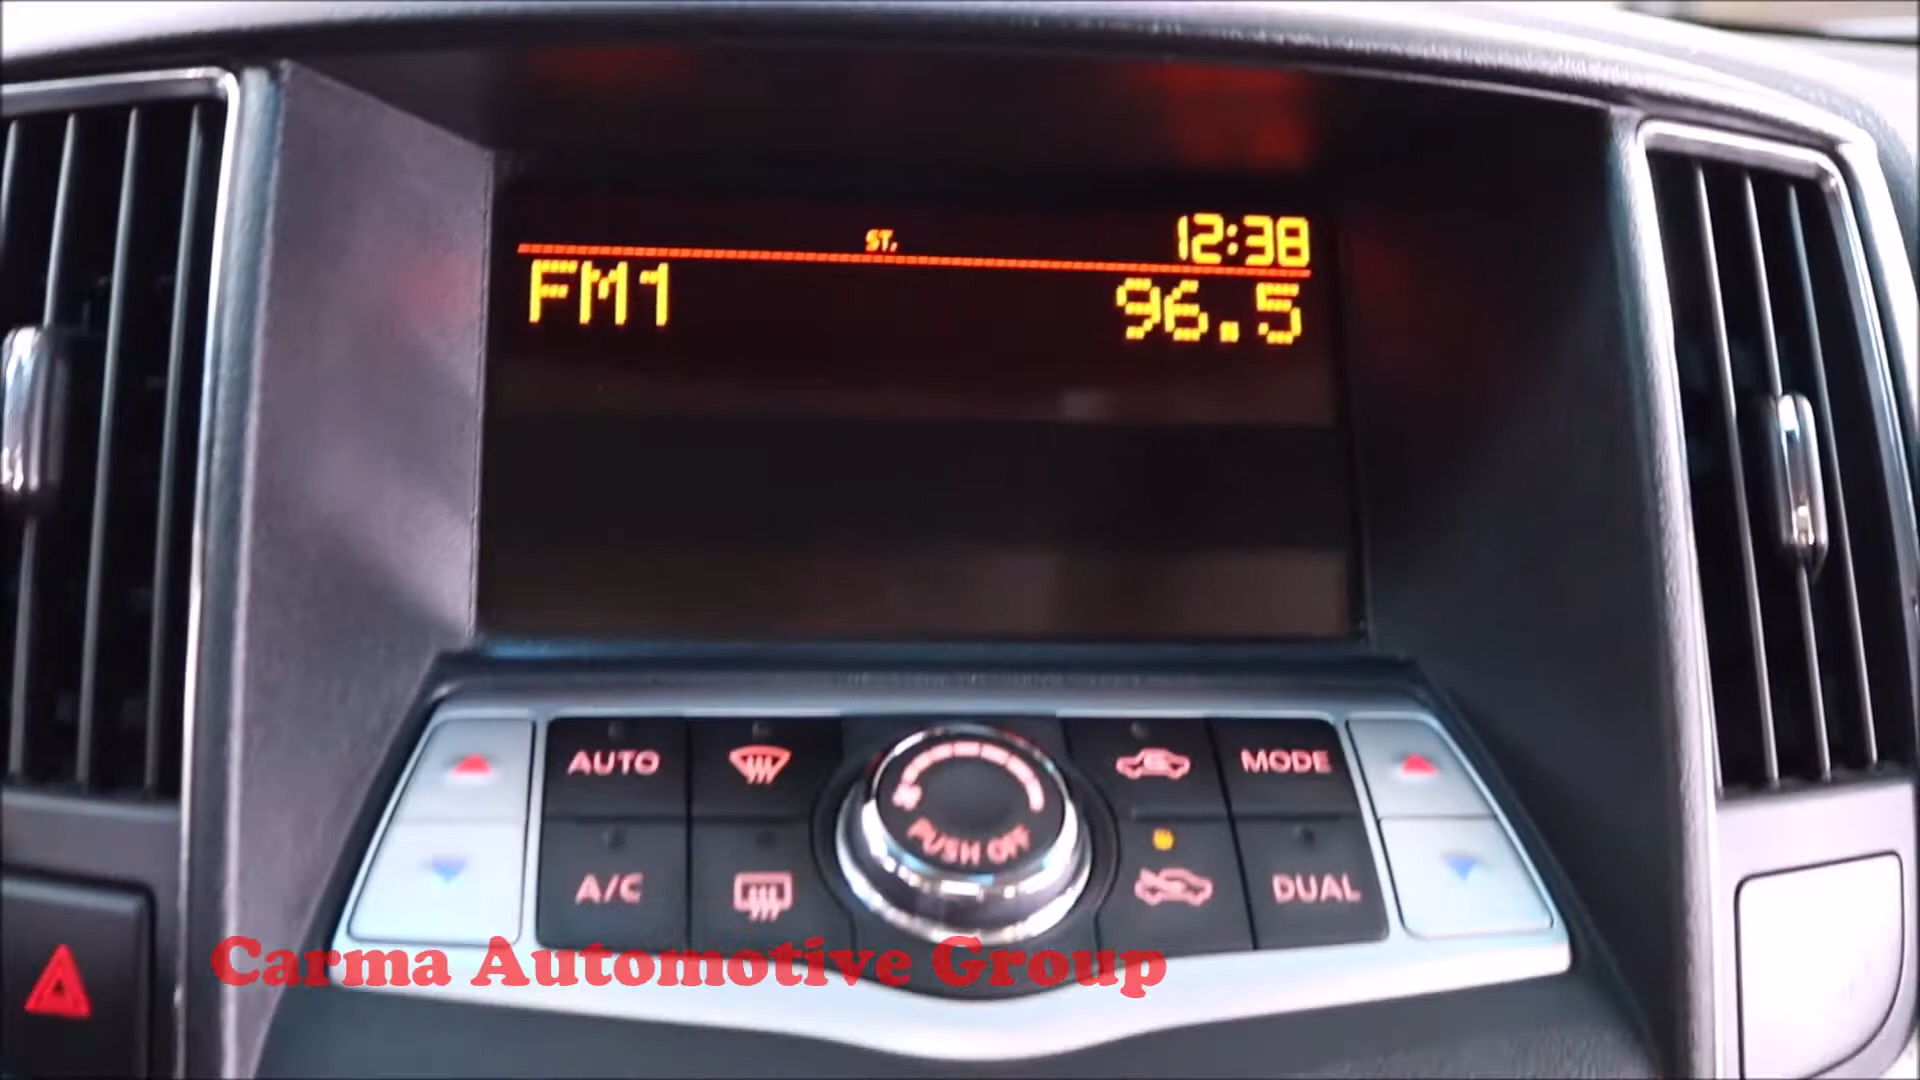 ST.
12:38
FM1
96.5
AUTO
MODE
PUSH OFF
A/C
DUAL
Carma Automotive Group